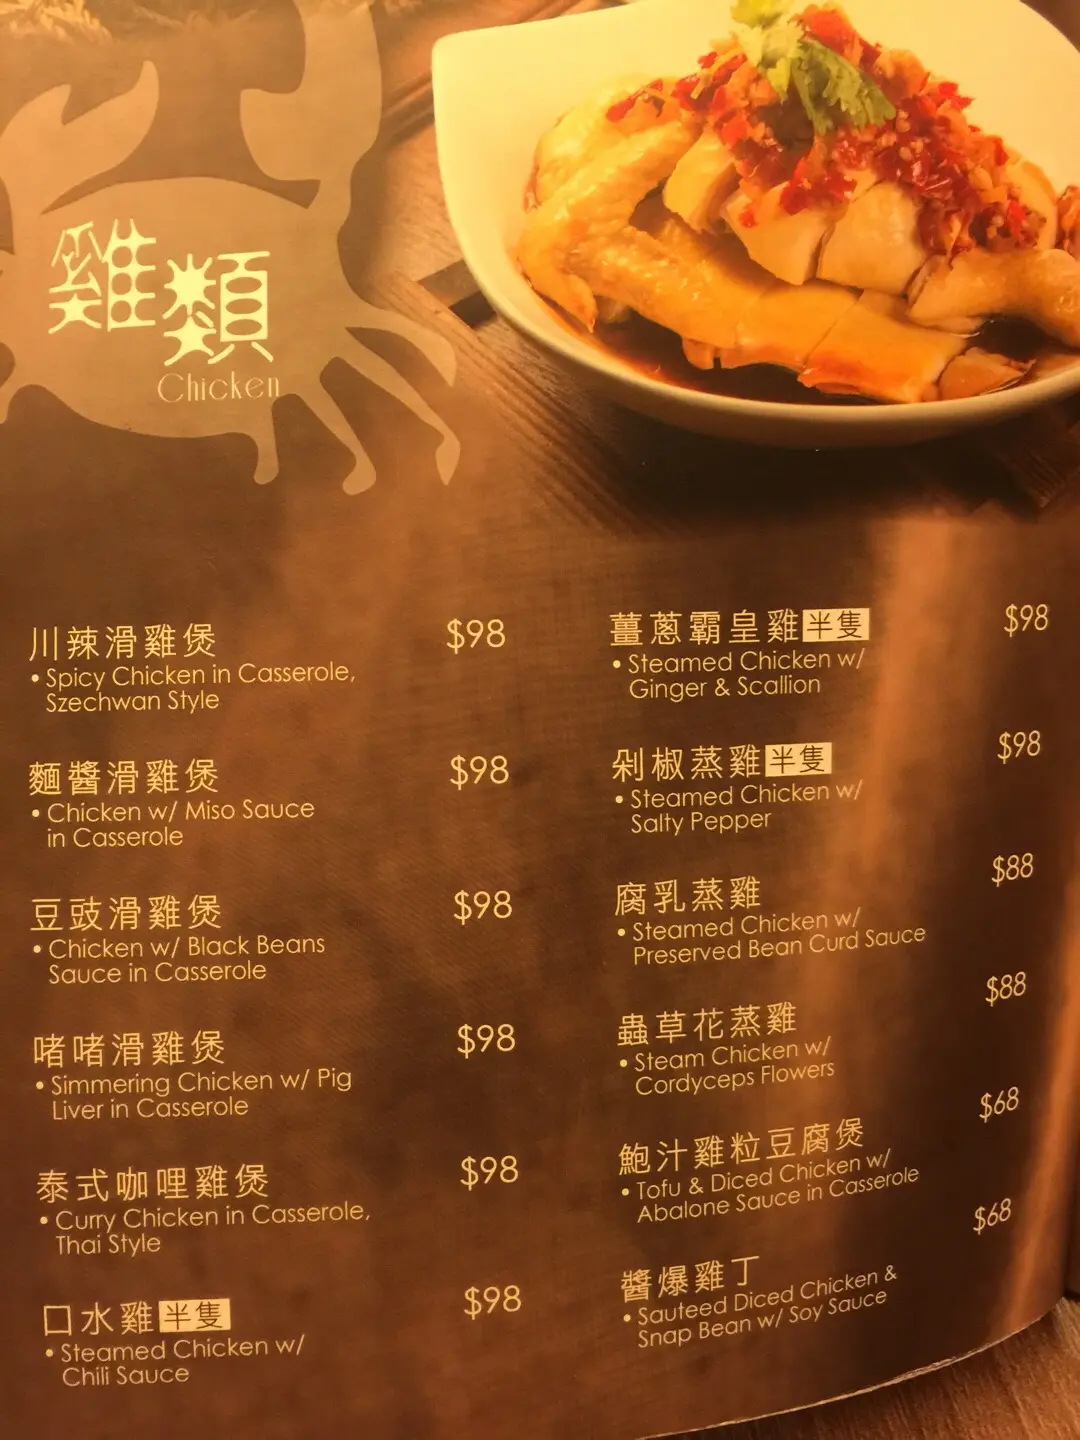 雞類
Chicken
川辣滑雞煲 $98
• Spicy Chicken in Casserole,
Szechwan Style
麵醬滑雞煲 $98
• Chicken w/ Miso Sauce
in Casserole
豆豉滑雞煲 $98
• Chicken w/ Black Beans
Sauce in Casserole
啫啫滑雞煲 $98
• Simmering Chicken w/ Pig
Liver in Casserole
泰式咖哩雞煲 $98
• Curry Chicken in Casserole,
Thai Style
口水雞 半隻 $98
• Steamed Chicken w/
Chili Sauce
薑蔥霸皇雞 半隻 $98
• Steamed Chicken w/
Ginger & Scallion
剁椒蒸雞 半隻 $98
• Steamed Chicken w/
Salty Pepper
腐乳蒸雞 $88
• Steamed Chicken w/
Preserved Bean Curd Sauce
蟲草花蒸雞 $88
• Steam Chicken w/
Cordyceps Flowers
鮑汁雞粒豆腐煲 $68
• Tofu & Diced Chicken w/
Abalone Sauce in Casserole
醬爆雞丁 $68
• Sauteed Diced Chicken &
Snap Bean w/ Soy Sauce